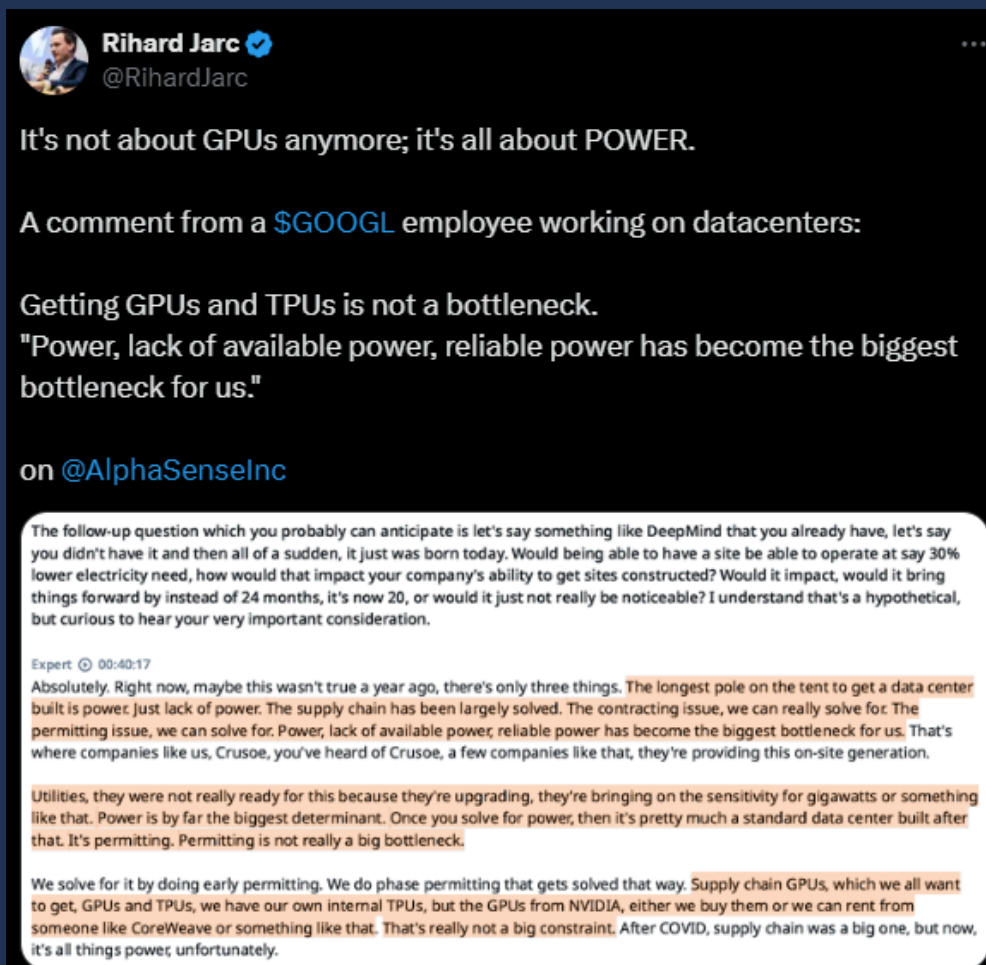 Rihard Jarc
@RihardJarc
It's not about GPUs anymore; it's all about POWER.
A comment from a $GOOGL employee working on datacenters:
Getting GPUs and TPUs is not a bottleneck.
"Power, lack of available power, reliable power has become the biggest
bottleneck for us."
on @AlphaSenseInc
The follow-up question which you probably can anticipate is let's say something like DeepMind that you already have, let's say
you didn't have it and then all of a sudden, it just was born today. Would being able to have a site be able to operate at say 30%
lower electricity need, how would that impact your company's ability to get sites constructed? Would it impact, would it bring
things forward by instead of 24 months, it's now 20, or would it just not really be noticeable? I understand that's a hypothetical,
but curious to hear your very important consideration.
Expert 00:40:17
Absolutely. Right now, maybe this wasn't true a year ago, there's only three things. The longest pole on the tent to get a data center
built is power. Just lack of power. The supply chain has been largely solved. The contracting issue, we can really solve for. The
permitting issue, we can solve for. Power, lack of available power, reliable power has become the biggest bottleneck for us. That's
where companies like us, Crusoe, you've heard of Crusoe, a few companies like that, they're providing this on-site generation.
Utilities, they were not really ready for this because they're upgrading, they're bringing on the sensitivity for gigawatts or something
like that. Power is by far the biggest determinant. Once you solve for power, then it's pretty much a standard data center built after
that. It's permitting. Permitting is not really a big bottleneck.
We solve for it by doing early permitting. We do phase permitting that gets solved that way. Supply chain GPUs, which we all want
to get, GPUs and TPUs, we have our own internal TPUs, but the GPUs from NVIDIA, either we buy them or we can rent from
someone like CoreWeave or something like that. That's really not a big constraint. After COVID, supply chain was a big one, but now,
it's all things power, unfortunately.